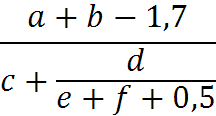 a + b − 1,7
c + d
e + f + 0,5